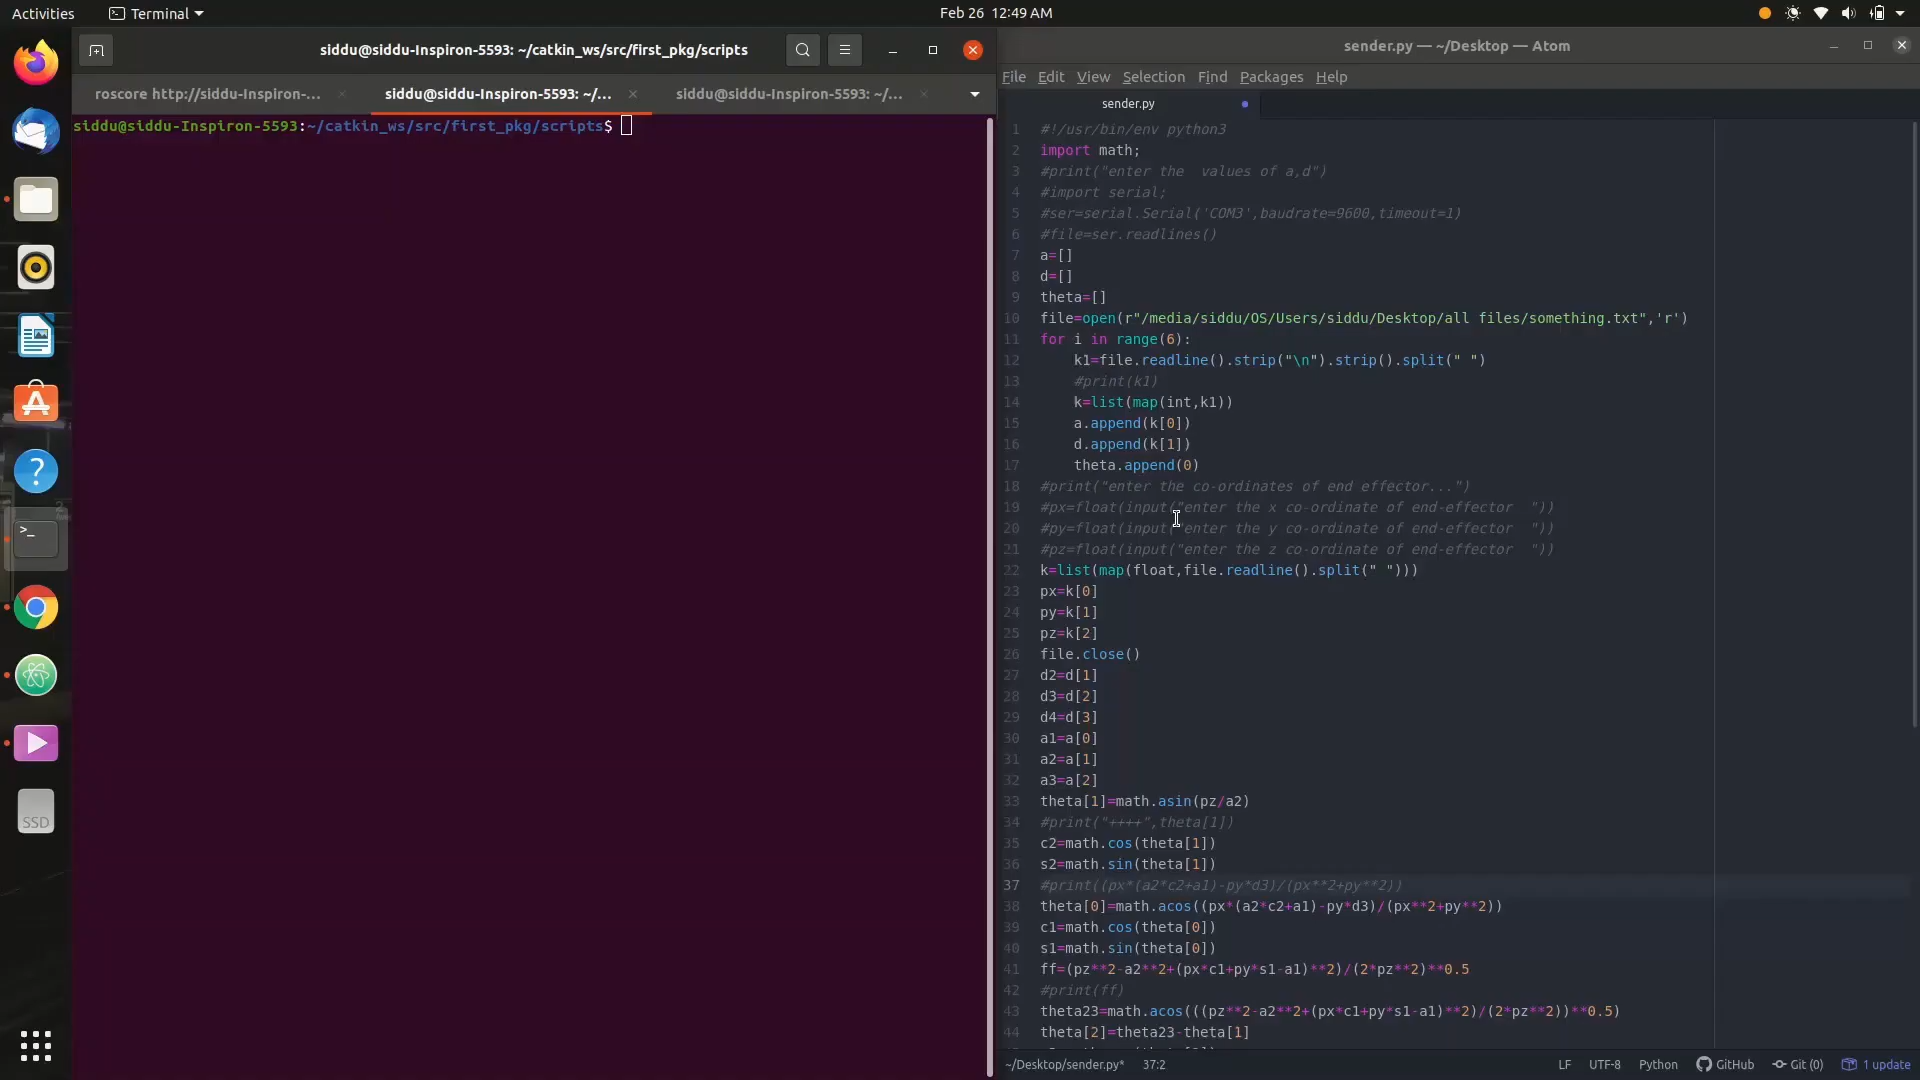 Activities
Terminal
Feb 26 12:49 AM
siddu@siddu-Inspiron-5593: ~/catkin_ws/src/first_pkg/scripts
roscore http://siddu-Inspiron-...
siddu@siddu-Inspiron-5593: ~/...
siddu@siddu-Inspiron-5593: ~/...
siddu@siddu-Inspiron-5593:~/catkin_ws/src/first_pkg/scripts$
SSD
sender.py — ~/Desktop — Atom
File Edit View Selection Find Packages Help
sender.py
1 #!/usr/bin/env python3
2 import math;
3 #print("enter the  values of a,d")
4 #import serial;
5 #ser=serial.Serial('COM3',baudrate=9600,timeout=1)
6 #file=ser.readlines()
7 a=[]
8 d=[]
9 theta=[]
10 file=open(r"/media/siddu/OS/Users/siddu/Desktop/all files/something.txt",'r')
11 for i in range(6):
12     k1=file.readline().strip("\n").strip().split(" ")
13     #print(k1)
14     k=list(map(int,k1))
15     a.append(k[0])
16     d.append(k[1])
17     theta.append(0)
18 #print("enter the co-ordinates of end effector...")
19 #px=float(input("enter the x co-ordinate of end-effector  "))
20 #py=float(input("enter the y co-ordinate of end-effector  "))
21 #pz=float(input("enter the z co-ordinate of end-effector  "))
22 k=list(map(float,file.readline().split(" ")))
23 px=k[0]
24 py=k[1]
25 pz=k[2]
26 file.close()
27 d2=d[1]
28 d3=d[2]
29 d4=d[3]
30 a1=a[0]
31 a2=a[1]
32 a3=a[2]
33 theta[1]=math.asin(pz/a2)
34 #print("++++",theta[1])
35 c2=math.cos(theta[1])
36 s2=math.sin(theta[1])
37 #print((px*(a2*c2+a1)-py*d3)/(px**2+py**2))
38 theta[0]=math.acos((px*(a2*c2+a1)-py*d3)/(px**2+py**2))
39 c1=math.cos(theta[0])
40 s1=math.sin(theta[0])
41 ff=(pz**2-a2**2+(px*c1+py*s1-a1)**2)/(2*pz**2)**0.5
42 #print(ff)
43 theta23=math.acos(((pz**2-a2**2+(px*c1+py*s1-a1)**2)/(2*pz**2))**0.5)
44 theta[2]=theta23-theta[1]
~/Desktop/sender.py* 37:2
LF UTF-8 Python GitHub Git (0) 1 update